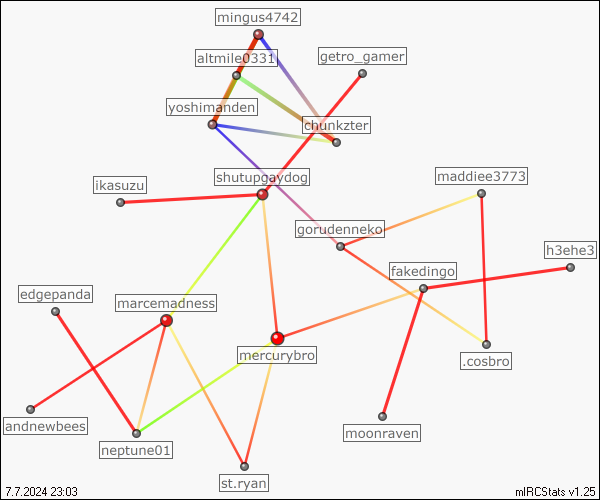 mingus4742
altmile0331
getro_gamer
yoshimanden
chunkzter
shutupgaydog
maddiee3773
ikasuzu
gorudenneko
h3ehe3
fakedingo
edgepanda
marcemadness
mercurybro
.cosbro
andnewbees
moonraven
neptune01
st.ryan
7.7.2024 23:03
mIRCStats v1.25